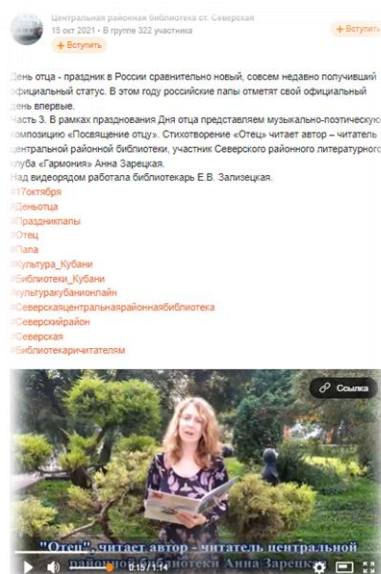 Центральная районная библиотека ст. Северская
15 окт 2021 • В группе 322 участника
+ Вступить
+ Вступить
День отца - праздник в России сравнительно новый, совсем недавно получивший
официальный статус. В этом году российские папы отметят свой официальный
день впервые.
Часть 3. В рамках празднования Дня отца представляем музыкально-поэтическую
композицию «Посвящение отцу». Стихотворение «Отец» читает автор – читатель
центральной районной библиотеки, участник Северского районного литературного
клуба «Гармония» Анна Зарецкая.
Над видеорядом работала библиотекарь Е.В. Зализецкая.
#17октября
#Деньотца
#Праздникпапы
#Отец
#Папа
#Культура_Кубани
#Библиотеки_Кубани
#культуракубанионлайн
#Северскаяцентральнаярайоннаябиблиотека
#Северскийрайон
#Северская
#Библиотекаричитателям
Ссылка
"Отец", читает автор - читатель центральной
районной библиотеки Анна Зарецкая
0:15 / 1:14